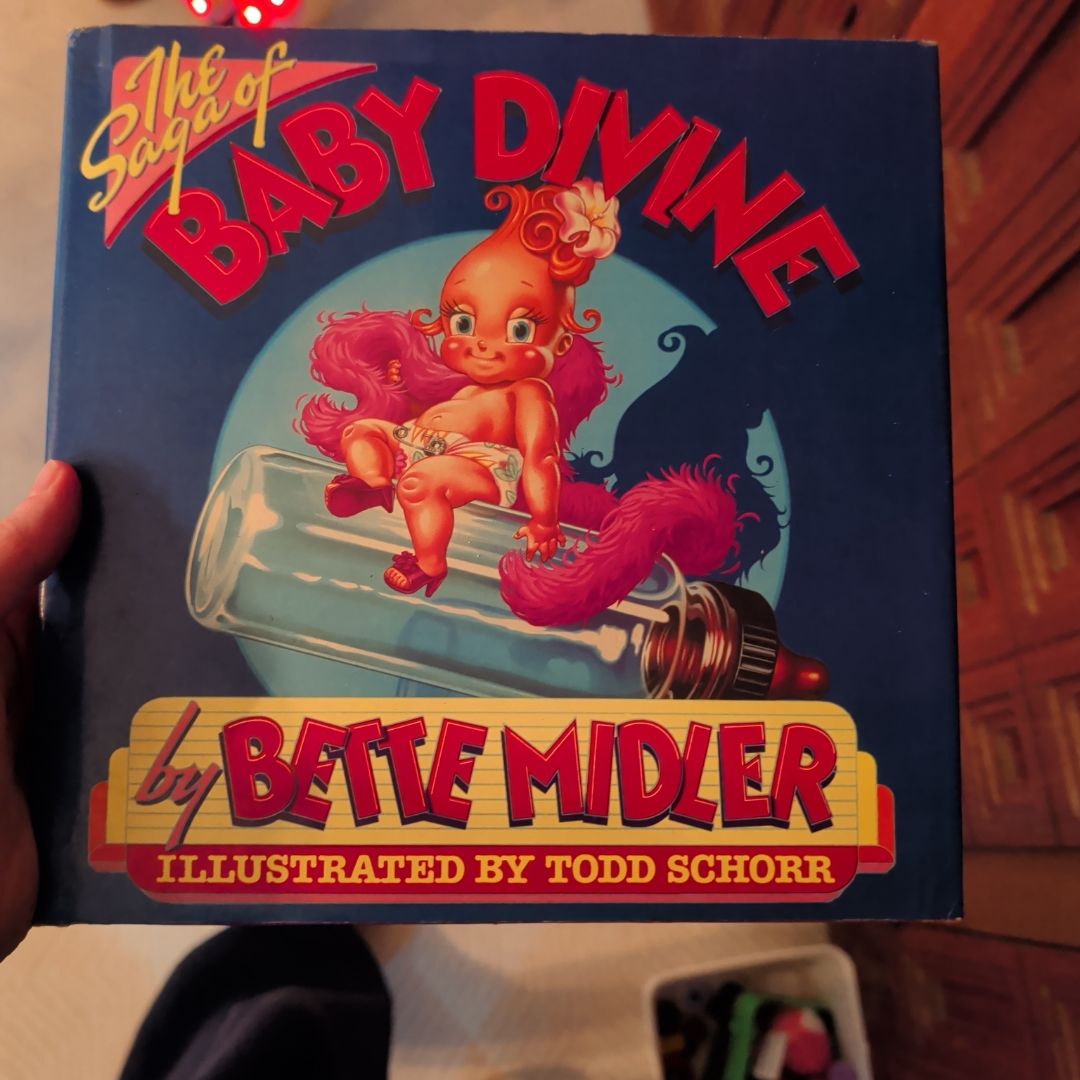 The
Saga of
BABY DIVINE
by BETTE MIDLER
ILLUSTRATED BY TODD SCHORR